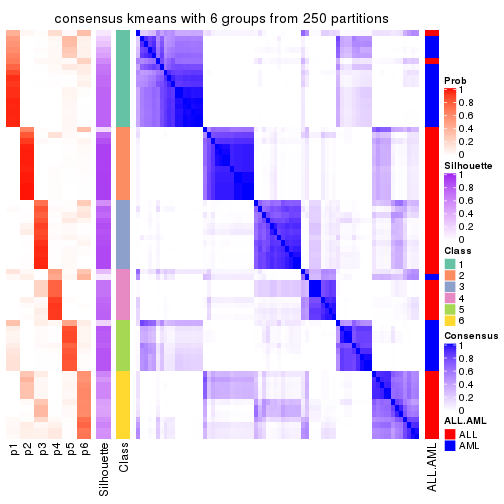 consensus kmeans with 6 groups from 250 partitions
Prob
1
0.8
0.6
0.4
0.2
0
Silhouette
1
0.8
0.6
0.4
0.2
0
Class
1
2
3
4
5
6
Consensus
1
0.8
0.6
0.4
0.2
0
ALL.AML
ALL
AML
p1
p2
p3
p4
p5
p6
Silhouette
Class
ALL.AML